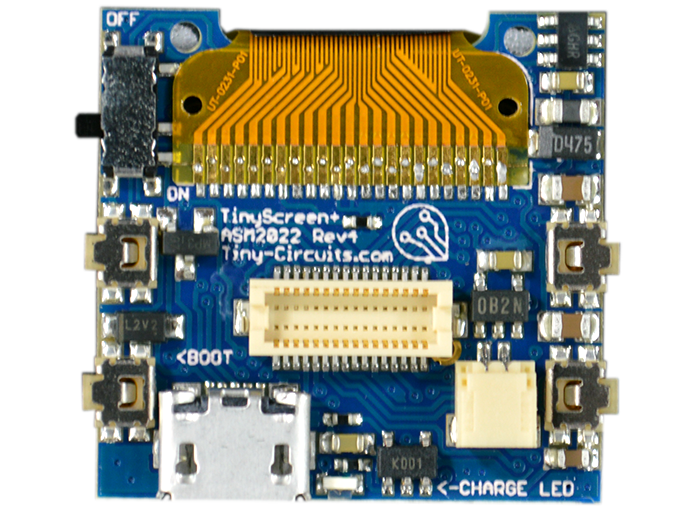 OFF
UT-0231-P01
UT-0231-P01
D475
ON
TinyScreen+
ASM2022 Rev4
Tiny-Circuits.com
0B2N
L2V2
<BOOT
K0D1
<-CHARGE LED